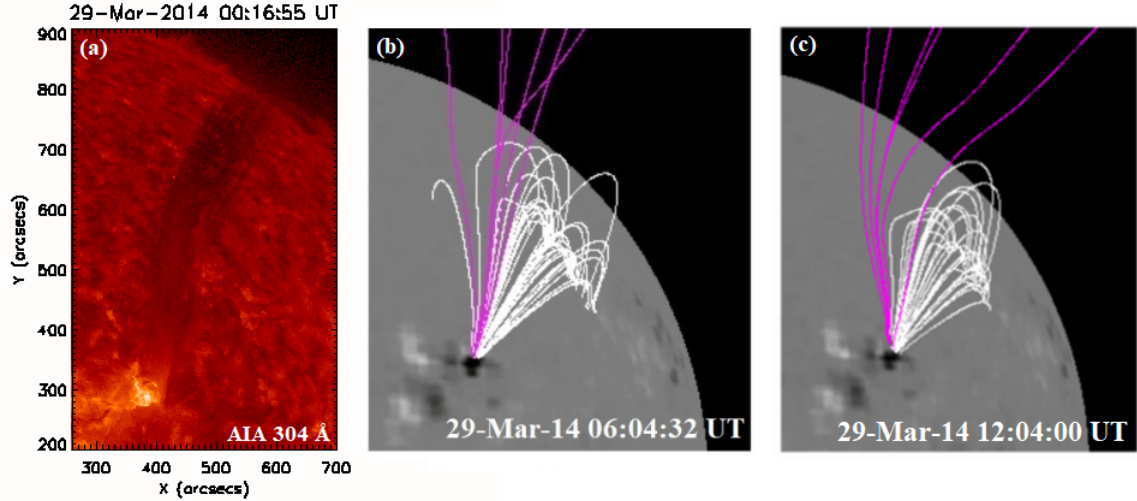 29-Mar-2014 00:16:55 UT
(a)
900
800
700
600
500
400
300
200
Y (arcsecs)
300 400 500 600 700
X (arcsecs)
AIA 304 Å
(b)
29-Mar-14 06:04:32 UT
(c)
29-Mar-14 12:04:00 UT